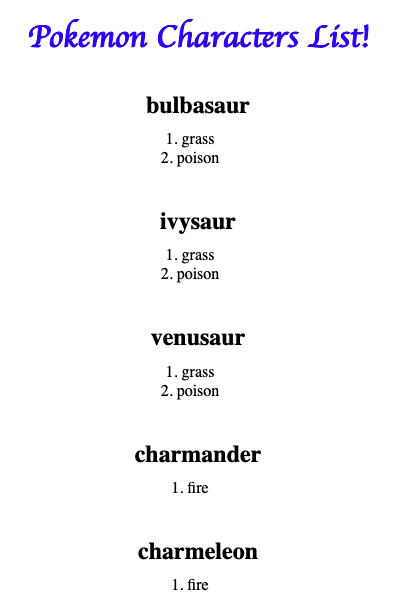 Pokemon Characters List!
bulbasaur
1. grass
2. poison
ivysaur
1. grass
2. poison
venusaur
1. grass
2. poison
charmander
1. fire
charmeleon
1. fire